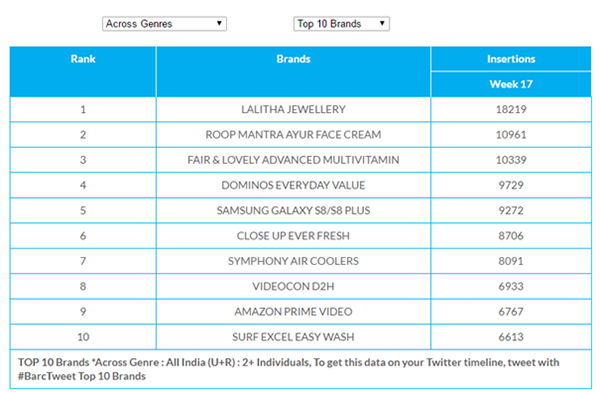 Across Genres Top 10 Brands
Rank Brands Insertions
Week 17
1 LALITHA JEWELLERY 18219
2 ROOP MANTRA AYUR FACE CREAM 10961
3 FAIR & LOVELY ADVANCED MULTIVITAMIN 10339
4 DOMINOS EVERYDAY VALUE 9729
5 SAMSUNG GALAXY S8/S8 PLUS 9272
6 CLOSE UP EVER FRESH 8706
7 SYMPHONY AIR COOLERS 8091
8 VIDEOCON D2H 6933
9 AMAZON PRIME VIDEO 6767
10 SURF EXCEL EASY WASH 6613
TOP 10 Brands *Across Genre : All India (U+R) : 2+ Individuals, To get this data on your Twitter timeline, tweet with
#BarcTweet Top 10 Brands